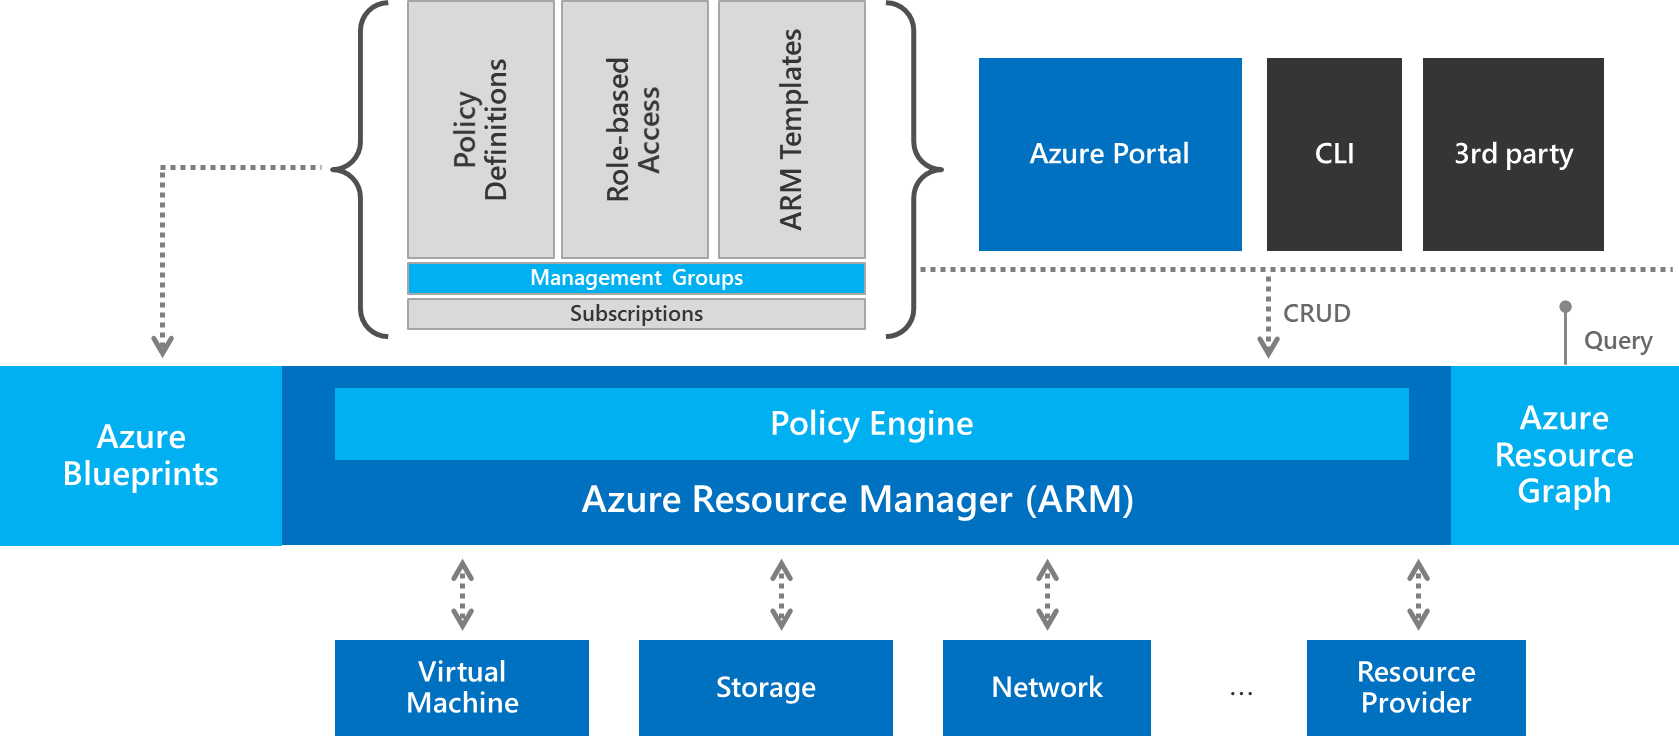 Policy
Definitions
Role-based
Access
ARM Templates
Management Groups
Subscriptions
Azure Portal
CLI
3rd party
CRUD
Query
Azure
Blueprints
Policy Engine
Azure Resource Manager (ARM)
Azure
Resource
Graph
Virtual
Machine
Storage
Network
...
Resource
Provider